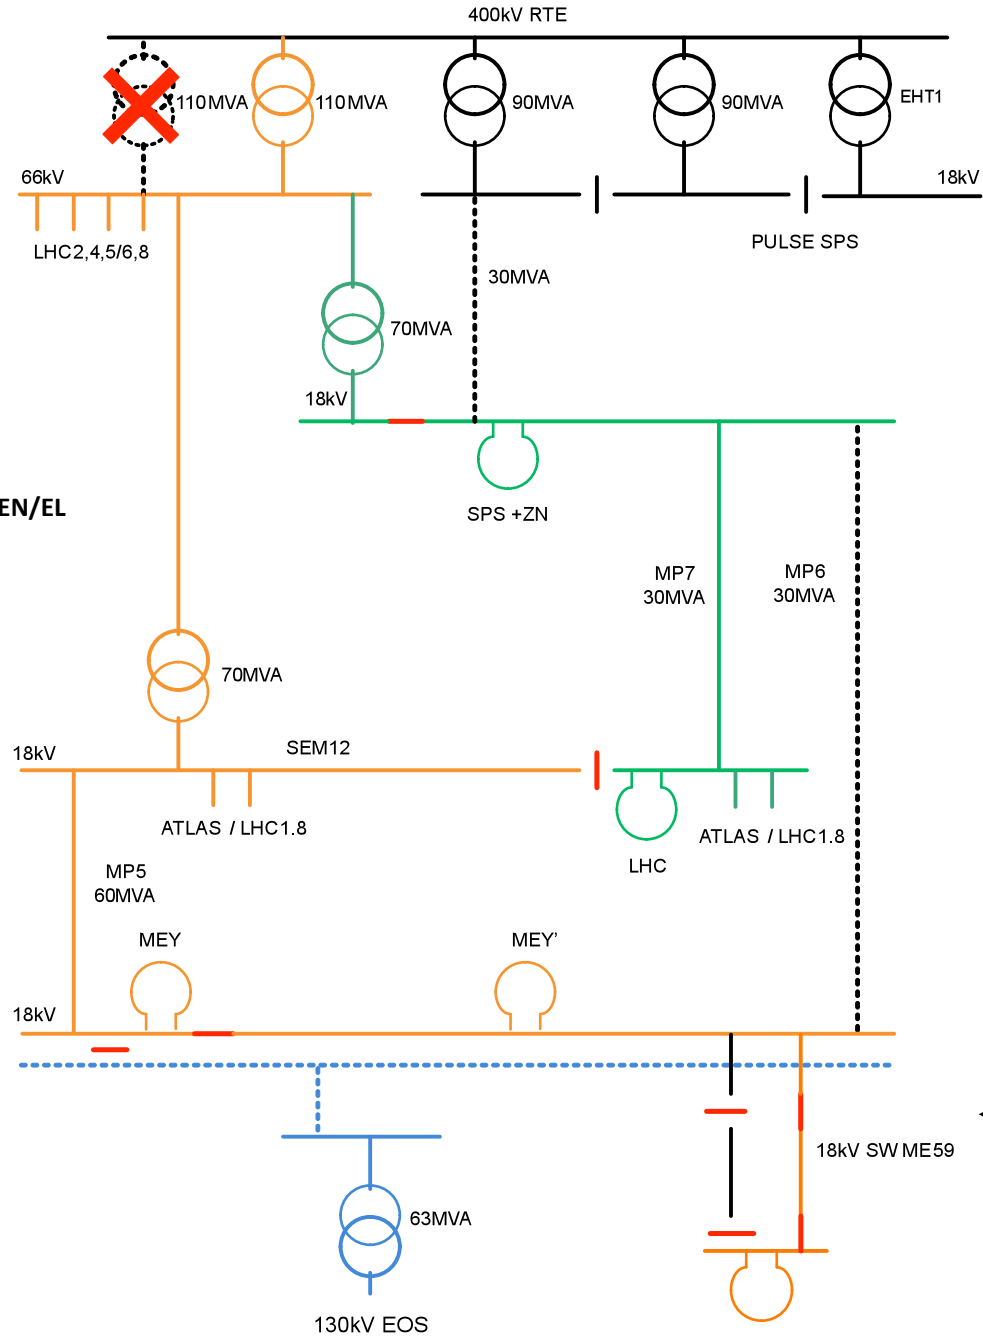 400kV RTE
110MVA
110MVA
90MVA
90MVA
EHT1
66kV
18kV
LHC2,4,5/6,8
PULSE SPS
30MVA
70MVA
18kV
EN/EL
SPS +ZN
MP7
30MVA
MP6
30MVA
70MVA
18kV
SEM12
ATLAS / LHC1.8
ATLAS / LHC1.8
LHC
MP5
60MVA
MEY
MEY’
18kV
18kV SW ME59
63MVA
130kV EOS